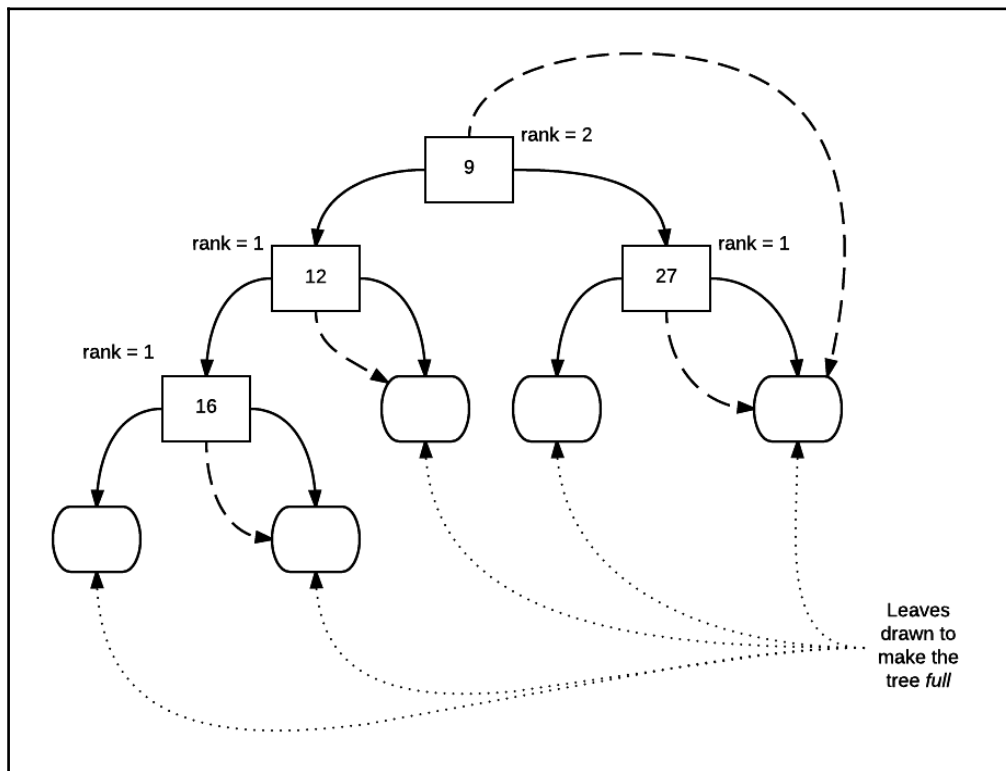 rank = 2
9
rank = 1
12
rank = 1
27
rank = 1
16
Leaves
drawn to
make the
tree full